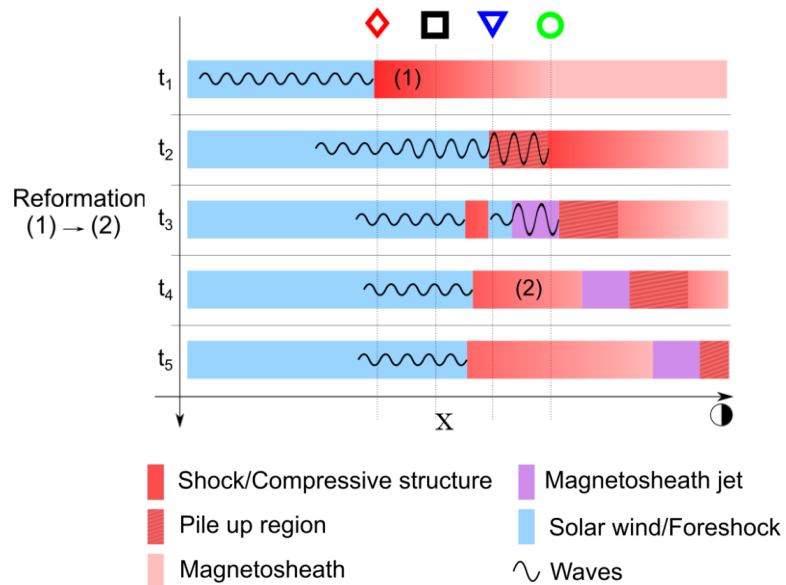 t1
(1)
t2
Reformation
(1) → (2)
t3
t4
(2)
t5
X
Shock/Compressive structure
Magnetosheath jet
Pile up region
Solar wind/Foreshock
Magnetosheath
Waves